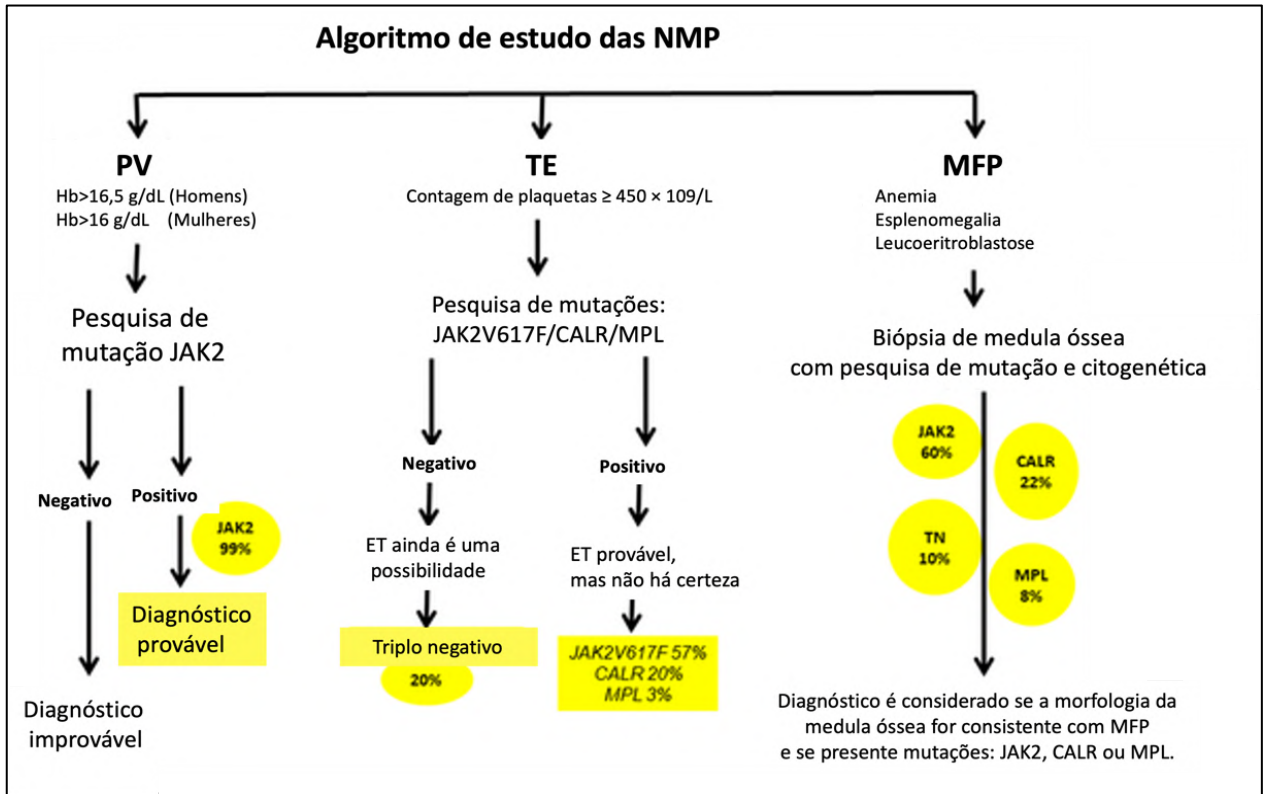 Algoritmo de estudo das NMP
PV
Hb>16,5 g/dL (Homens)
Hb>16 g/dL (Mulheres)
Pesquisa de
mutação JAK2
Negativo
Positivo
JAK2
99%
Diagnóstico
provável
Diagnóstico
improvável
TE
Contagem de plaquetas ≥ 450 × 109/L
Pesquisa de mutações:
JAK2V617F/CALR/MPL
Negativo
ET ainda é uma
possibilidade
Triplo negativo
20%
Positivo
ET provável,
mas não há certeza
JAK2V617F 57%
CALR 20%
MPL 3%
MFP
Anemia
Esplenomegalia
Leucoeritroblastose
Biópsia de medula óssea
com pesquisa de mutação e citogenética
JAK2
60%
CALR
22%
TN
10%
MPL
8%
Diagnóstico é considerado se a morfologia da
medula óssea for consistente com MFP
e se presente mutações: JAK2, CALR ou MPL.